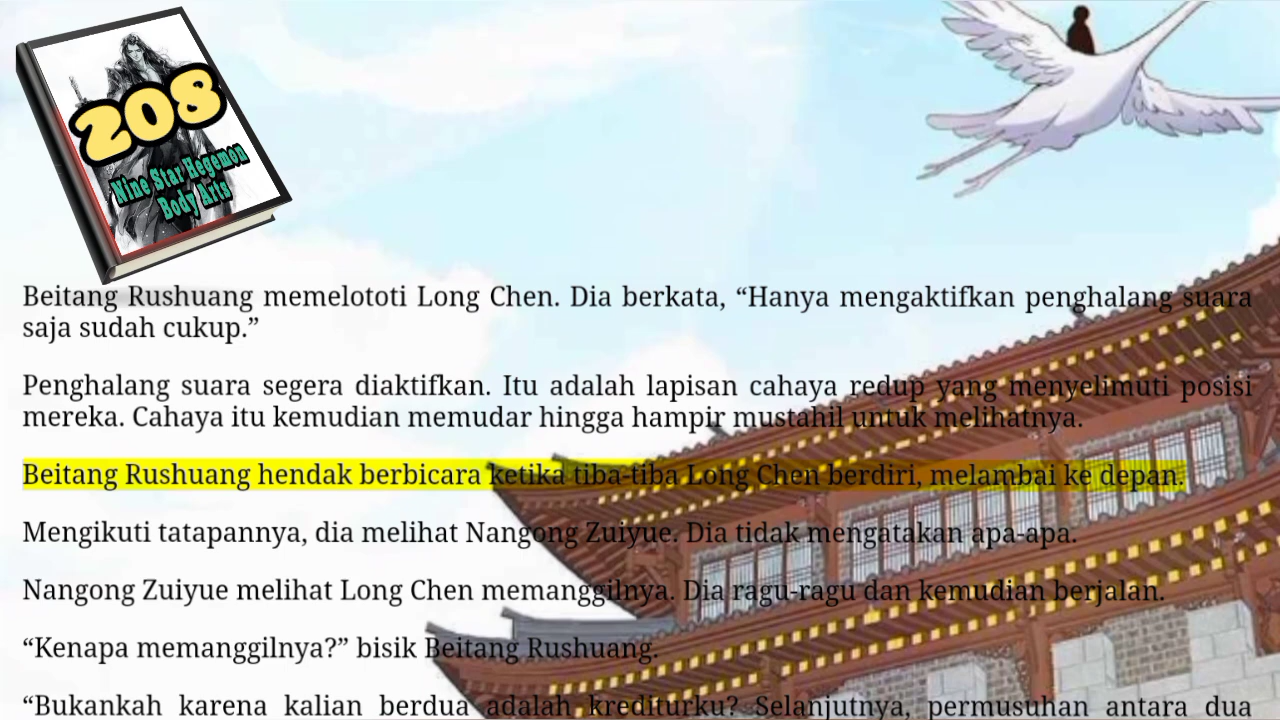 208
Nine Star Hegemon
Body Arts
Beitang Rushuang memelototi Long Chen. Dia berkata, “Hanya mengaktifkan penghalang suara
saja sudah cukup.”
Penghalang suara segera diaktifkan. Itu adalah lapisan cahaya redup yang menyelimuti posisi
mereka. Cahaya itu kemudian memudar hingga hampir mustahil untuk melihatnya.
Beitang Rushuang hendak berbicara ketika tiba-tiba Long Chen berdiri, melambai ke depan.
Mengikuti tatapannya, dia melihat Nangong Zuiyue. Dia tidak mengatakan apa-apa.
Nangong Zuiyue melihat Long Chen memanggilnya. Dia ragu-ragu dan kemudian berjalan.
“Kenapa memanggilnya?” bisik Beitang Rushuang.
“Bukankah karena kalian berdua adalah krediturku? Selanjutnya, permusuhan antara dua